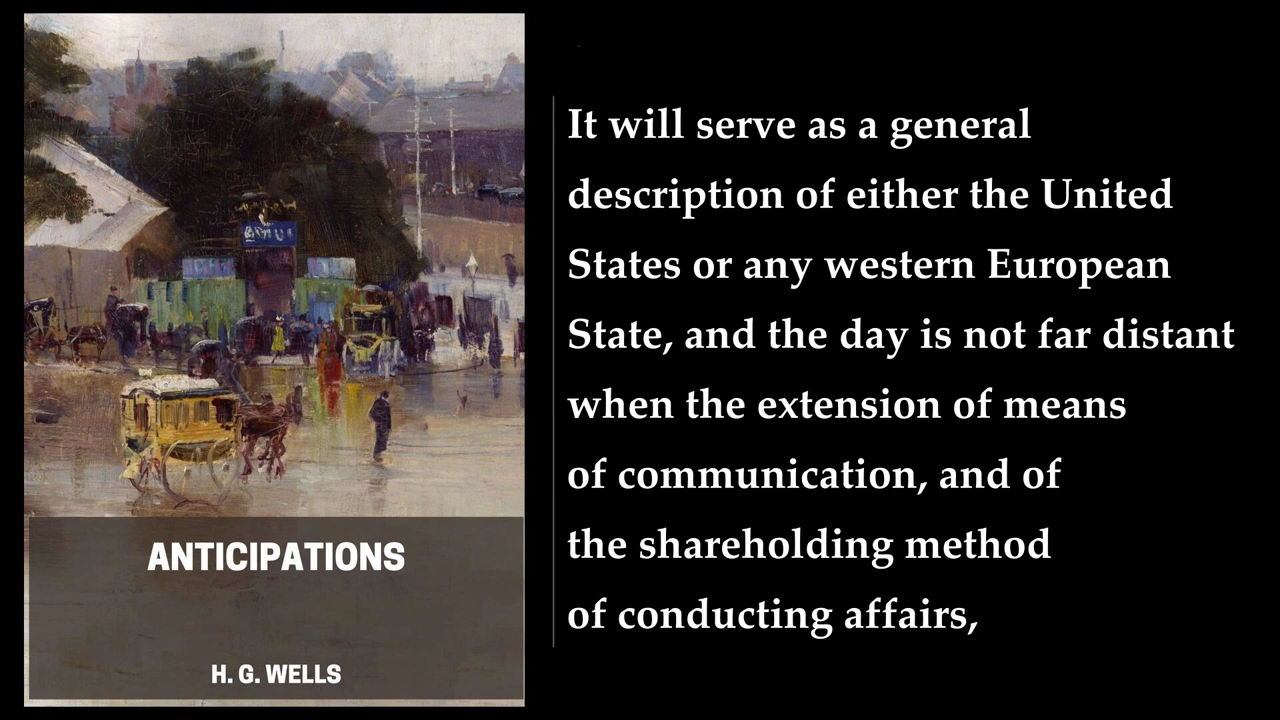 ANTICIPATIONS
H. G. WELLS
It will serve as a general
description of either the United
States or any western European
State, and the day is not far distant
when the extension of means
of communication, and of
the shareholding method
of conducting affairs,